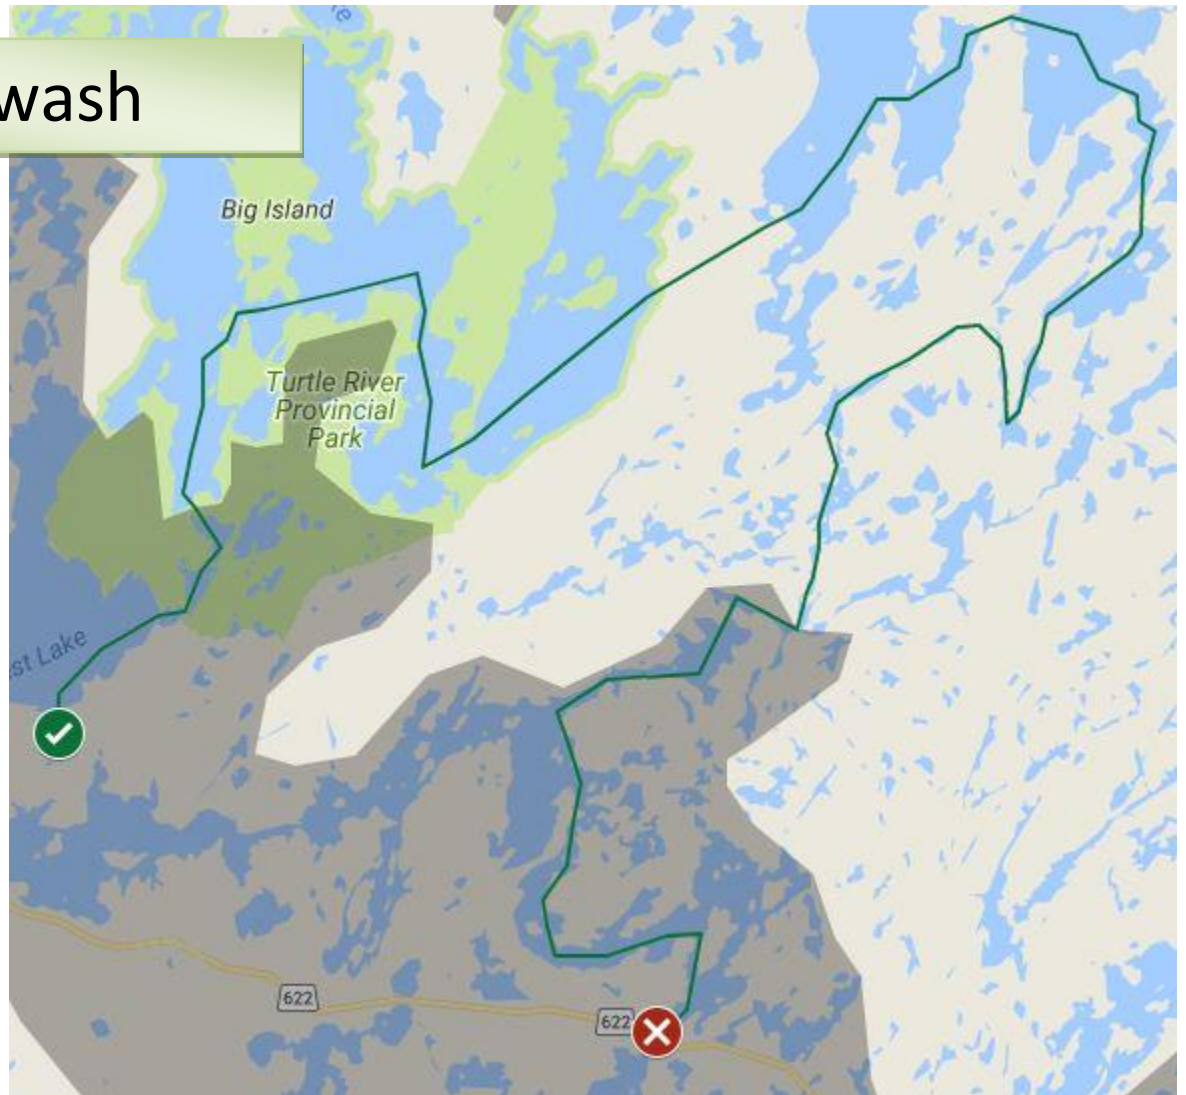 wash
Big Island
Turtle River
Provincial
Park
st Lake
622
622